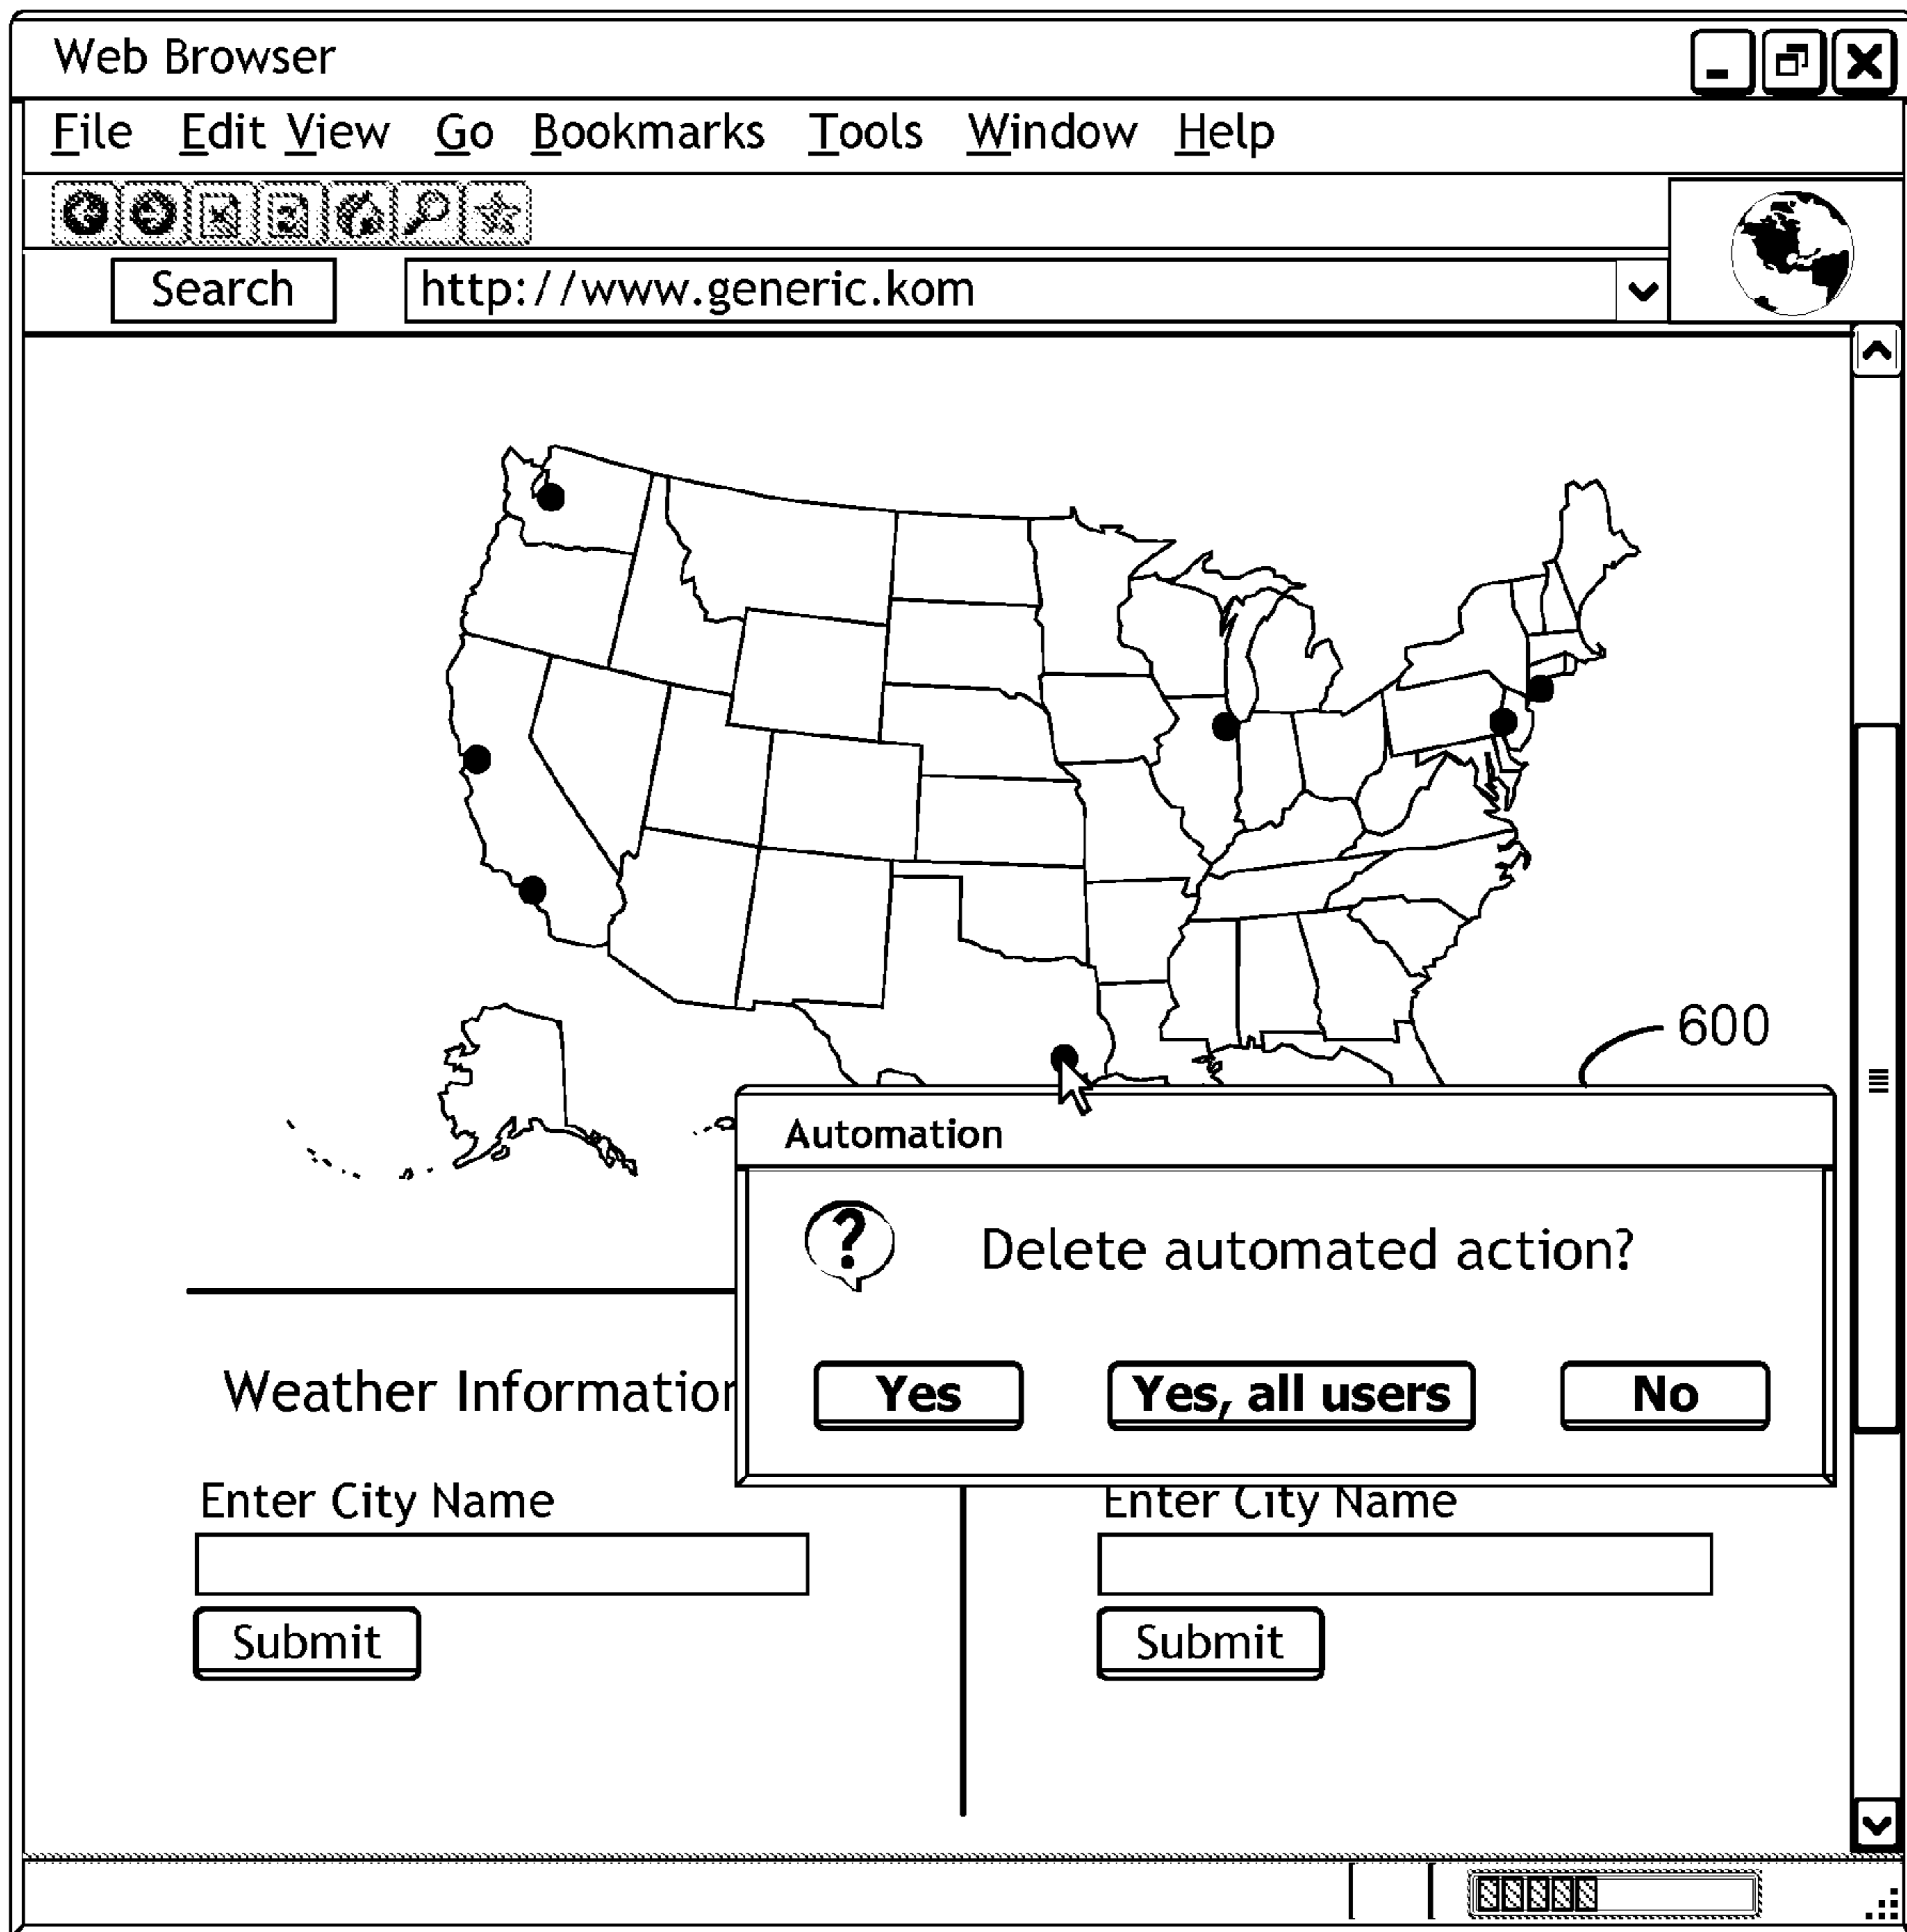 Web Browser
File Edit View Go Bookmarks Tools Window Help
Search http://www.generic.kom
600
Automation
? Delete automated action?
Weather Information
Yes Yes, all users No
Enter City Name Enter City Name
Submit Submit